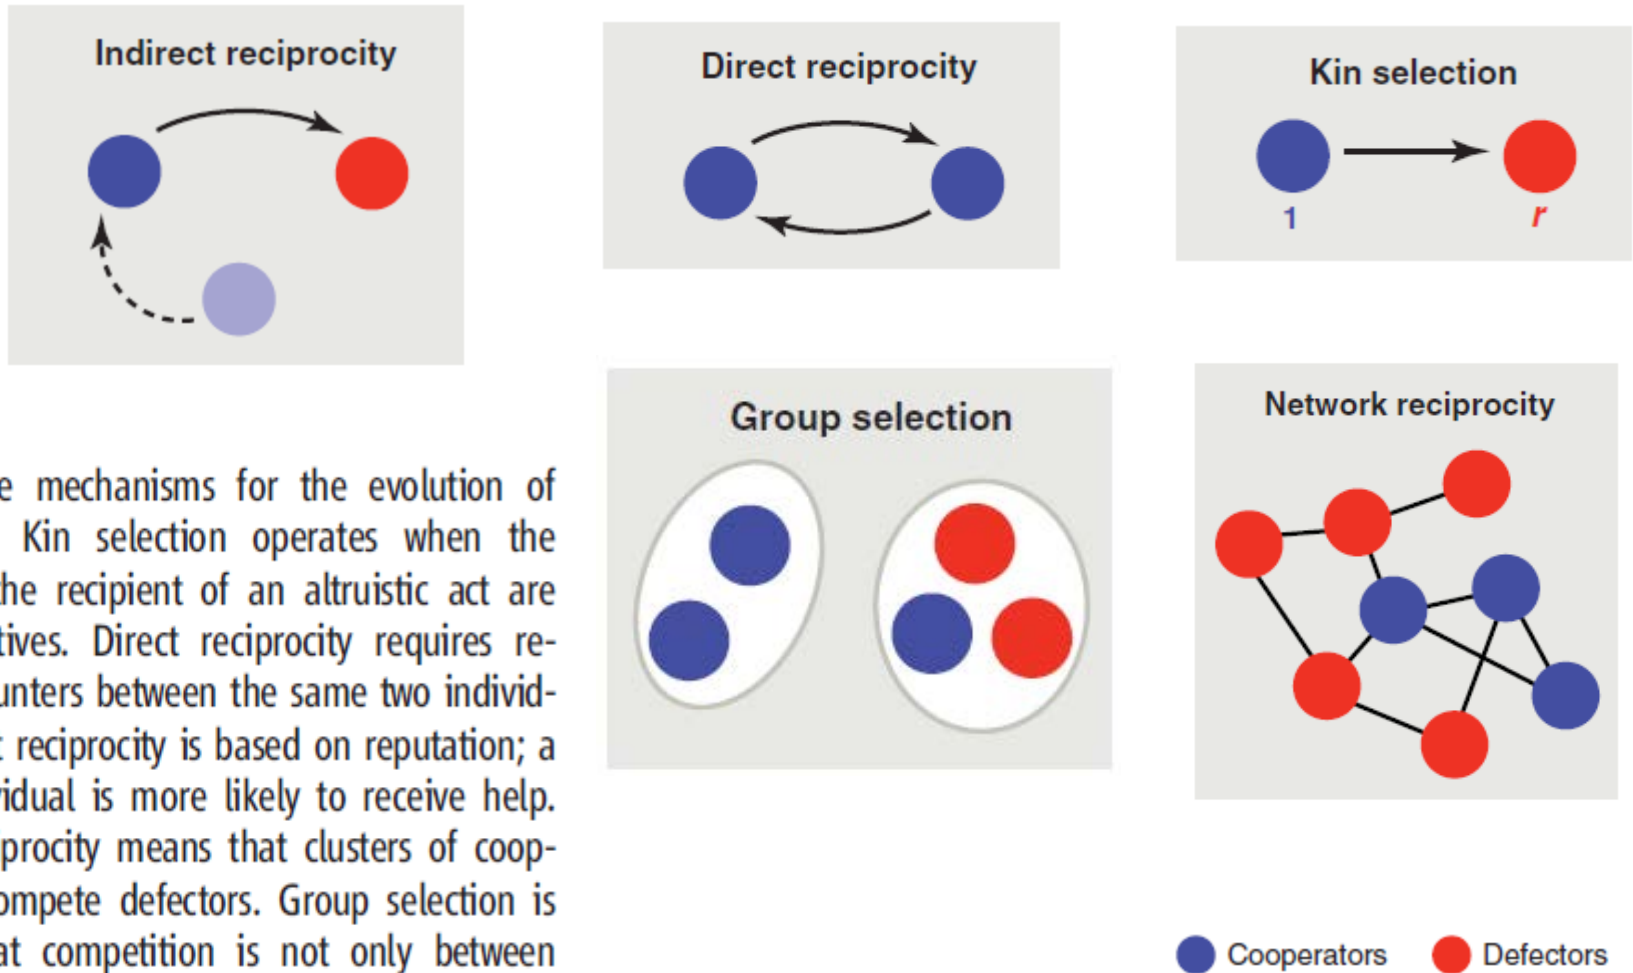 Indirect reciprocity
Direct reciprocity
Kin selection
1
r
Group selection
Network reciprocity
e mechanisms for the evolution of
Kin selection operates when the
the recipient of an altruistic act are
tives. Direct reciprocity requires re-
unters between the same two individ-
t reciprocity is based on reputation; a
vidual is more likely to receive help.
iprocity means that clusters of coop-
ompete defectors. Group selection is
at competition is not only between
Cooperators
Defectors